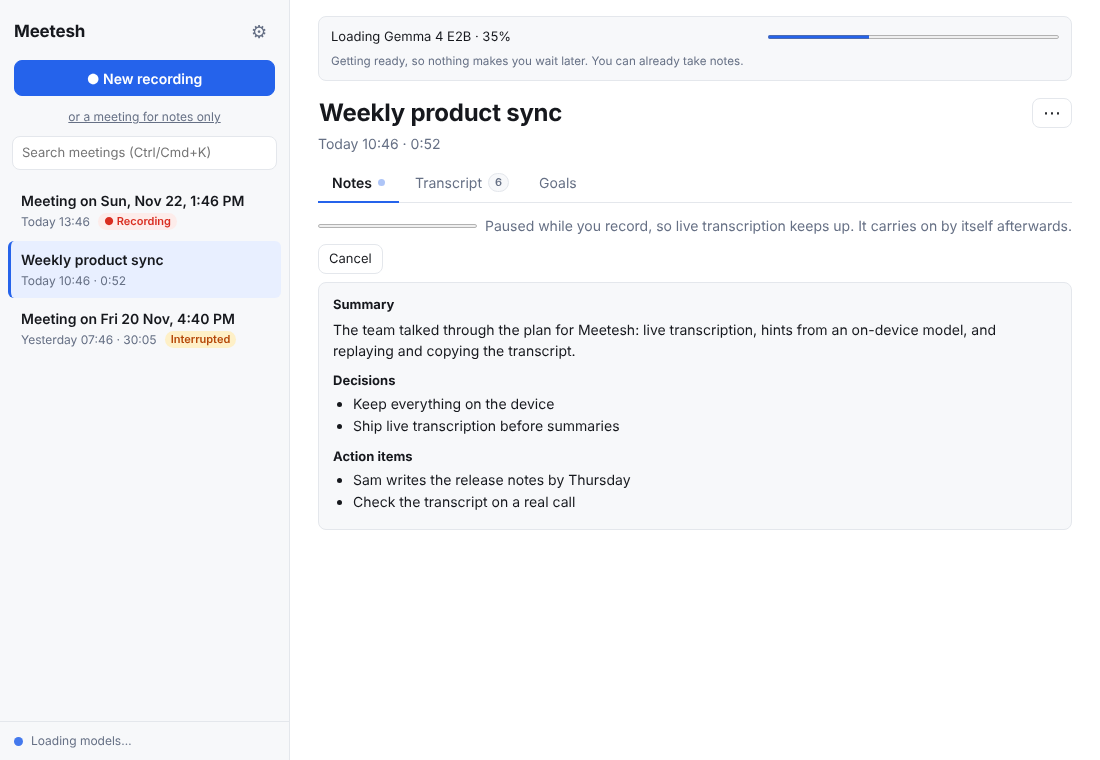 Meetesh
New recording
or a meeting for notes only
Search meetings (Ctrl/Cmd+K)
Meeting on Sun, Nov 22, 1:46 PM
Today 13:46 Recording
Weekly product sync
Today 10:46 · 0:52
Meeting on Fri 20 Nov, 4:40 PM
Yesterday 07:46 · 30:05 Interrupted
Loading models…
Loading Gemma 4 E2B · 35%
Getting ready, so nothing makes you wait later. You can already take notes.
Weekly product sync
Today 10:46 · 0:52
Notes Transcript 6 Goals
Paused while you record, so live transcription keeps up. It carries on by itself afterwards.
Cancel
Summary
The team talked through the plan for Meetesh: live transcription, hints from an on-device model, and
replaying and copying the transcript.
Decisions
• Keep everything on the device
• Ship live transcription before summaries
Action items
• Sam writes the release notes by Thursday
• Check the transcript on a real call